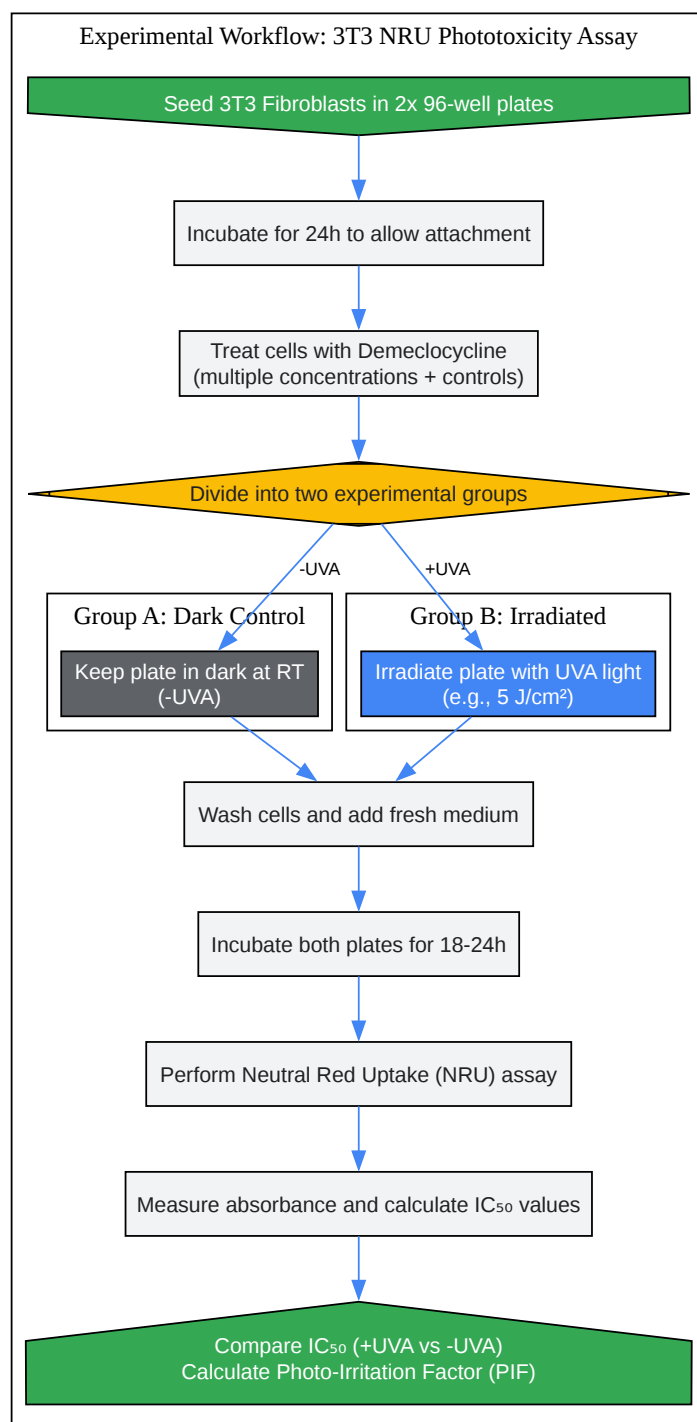 Experimental Workflow: 3T3 NRU Phototoxicity Assay
Seed 3T3 Fibroblasts in 2x 96-well plates
Incubate for 24h to allow attachment
Treat cells with Demeclocycline
(multiple concentrations + controls)
Divide into two experimental groups
-UVA
+UVA
Group A: Dark Control
Keep plate in dark at RT
(-UVA)
Group B: Irradiated
Irradiate plate with UVA light
(e.g., 5 J/cm²)
Wash cells and add fresh medium
Incubate both plates for 18-24h
Perform Neutral Red Uptake (NRU) assay
Measure absorbance and calculate IC₅₀ values
Compare IC₅₀ (+UVA vs -UVA)
Calculate Photo-Irritation Factor (PIF)